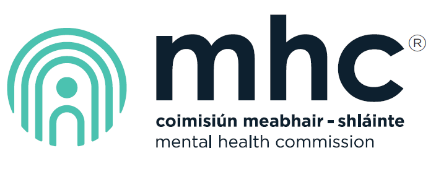 mhc®
coimisiún meabhair - shláinte
mental health commission